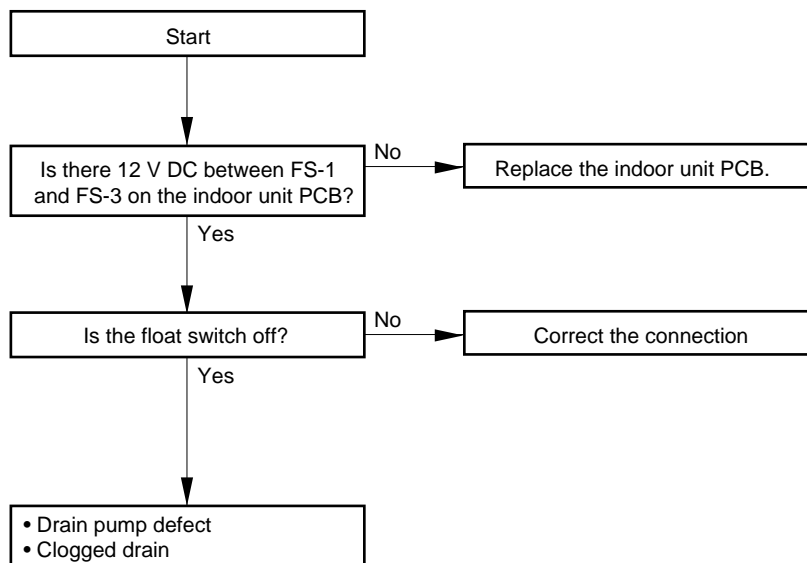 Start
Is there 12 V DC between FS-1
and FS-3 on the indoor unit PCB?
No
Replace the indoor unit PCB.
Yes
Is the float switch off?
No
Correct the connection
Yes
• Drain pump defect
• Clogged drain